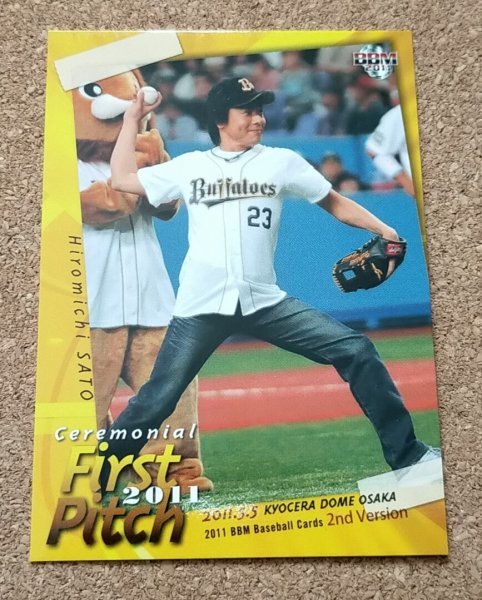 BBM
2011
B
Buffaloes
23
Hiromichi SATO
Ceremonial
First
2011
Pitch
2011.3.5 KYOCERA DOME OSAKA
2011 BBM Baseball Cards 2nd Version